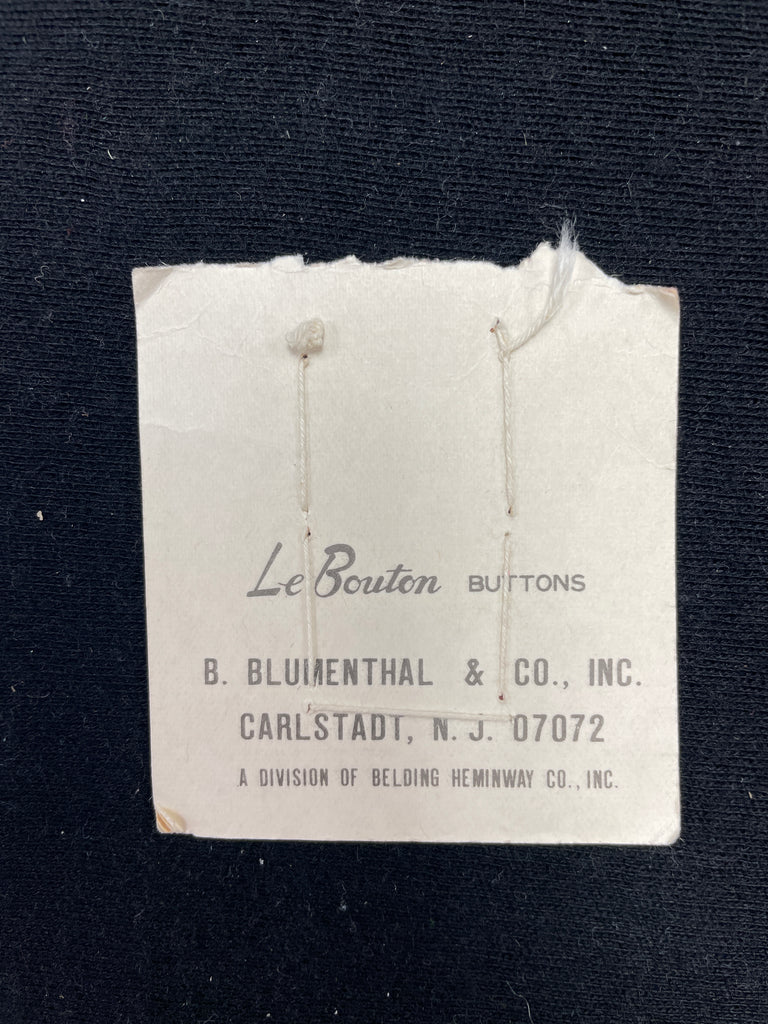 Le Bouton BUTTONS
B. BLUMENTHAL & CO., INC.
CARLSTADT, N. J. 07072
A DIVISION OF BELDING HEMINWAY CO., INC.